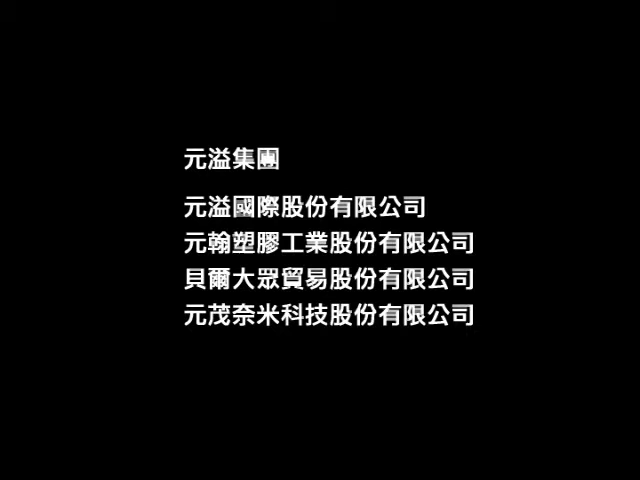 元溢集團
元溢國際股份有限公司
元翰塑膠工業股份有限公司
貝爾大眾貿易股份有限公司
元茂奈米科技股份有限公司